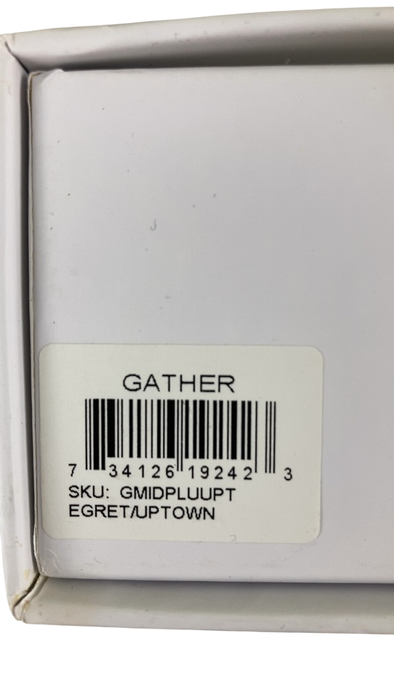 GATHER
7 34126 19242 3
SKU: GMIDPLUUPT
EGRET/UPTOWN